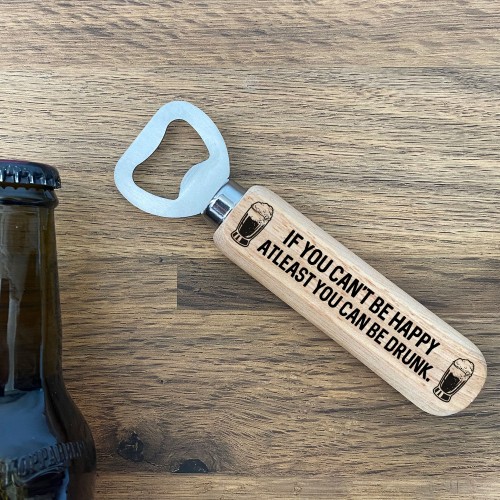 IF YOU CAN'T BE HAPPY
ATLEAST YOU CAN BE DRUNK.